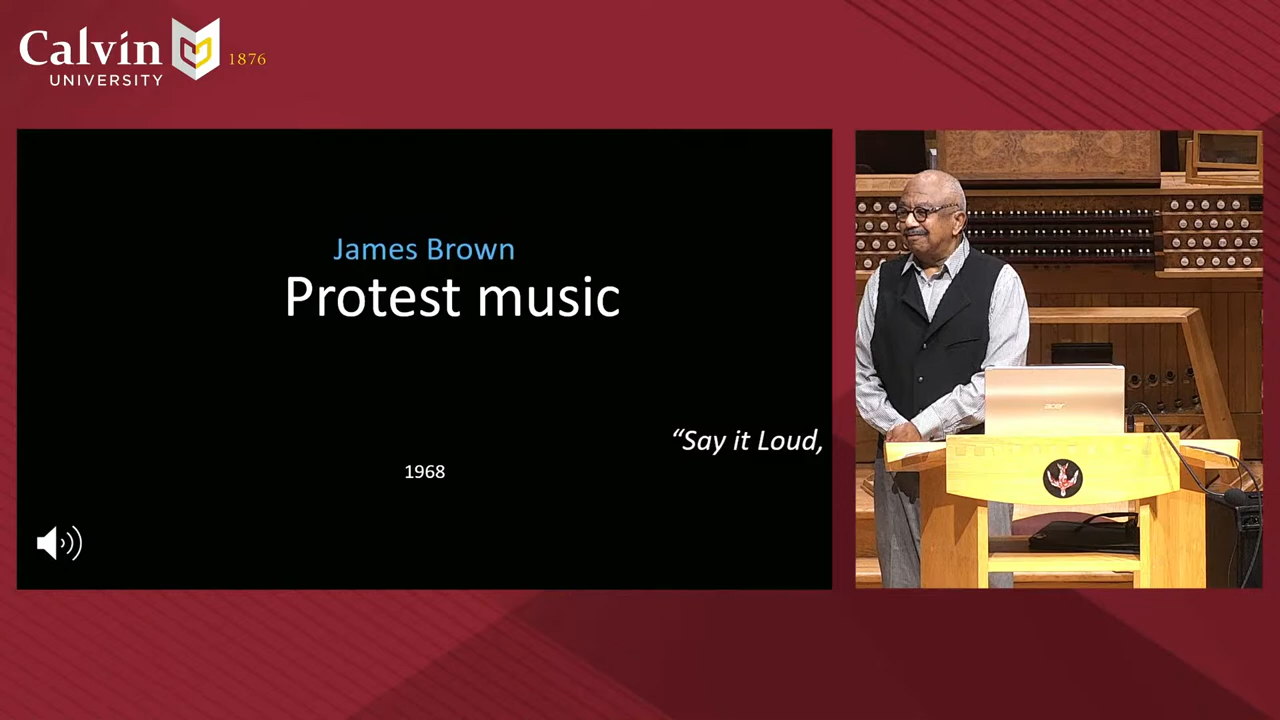 Calvin
UNIVERSITY
1876
James Brown
Protest music
“Say it Loud,
1968
acer